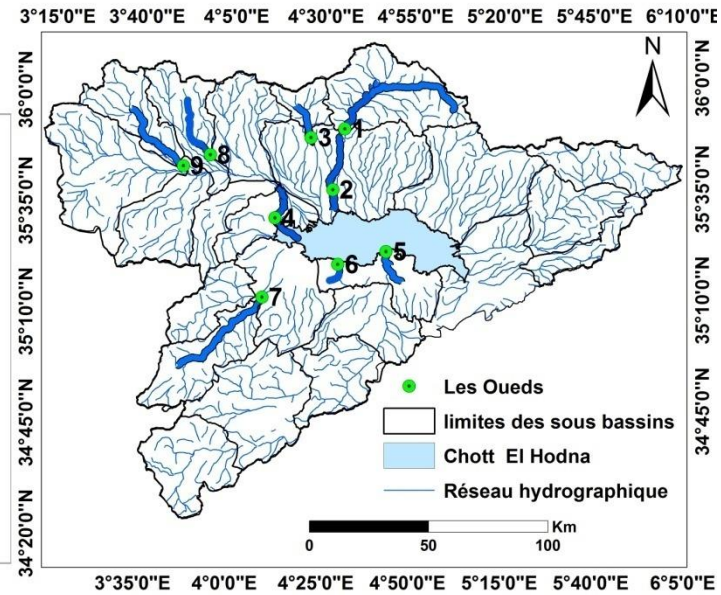 3°15'0"E 3°40'0"E 4°5'0"E 4°30'0"E 4°55'0"E 5°20'0"E 5°45'0"E 6°10'0"E
36°0'0"N
35°35'0"N
35°10'0"N
34°45'0"N
34°20'0"N
N
1
3
8
9
2
4
5
6
7
Les Oueds
limites des sous bassins
Chott El Hodna
Réseau hydrographique
Km
0 50 100
36°0'0"N
35°35'0"N
35°10'0"N
34°45'0"N
3°35'0"E 4°0'0"E 4°25'0"E 4°50'0"E 5°15'0"E 5°40'0"E 6°5'0"E